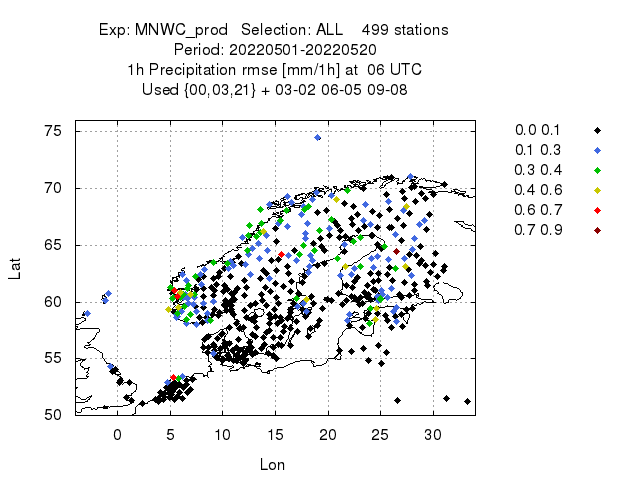 Exp: MNWC_prod   Selection: ALL    499 stations
Period: 20220501-20220520
1h Precipitation rmse [mm/1h] at  06 UTC
Used {00,03,21} + 03-02 06-05 09-08
75
70
65
60
55
50
Lat
0 5 10 15 20 25 30
Lon
0.0 0.1
0.1 0.3
0.3 0.4
0.4 0.6
0.6 0.7
0.7 0.9